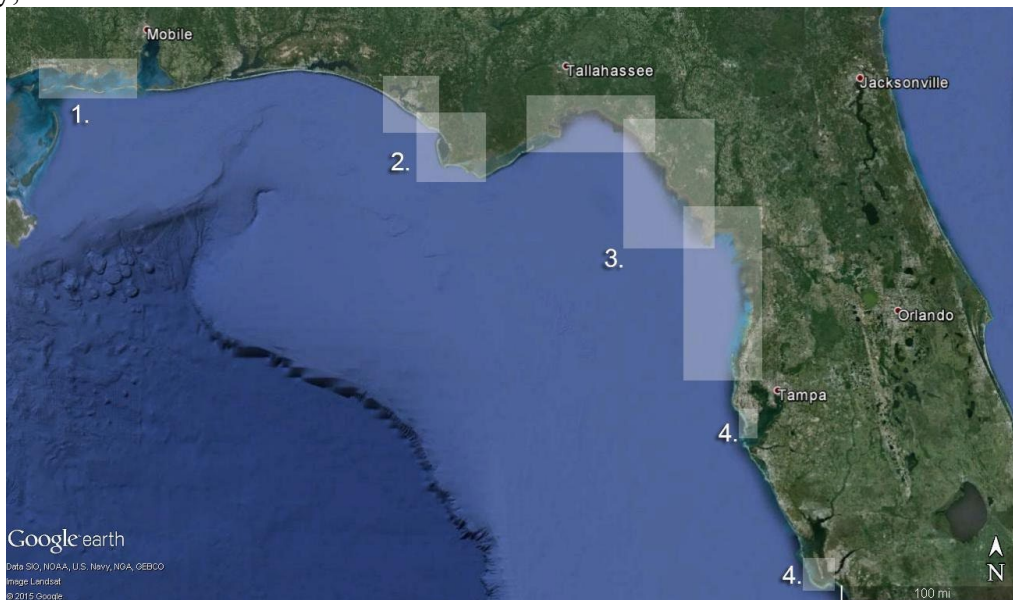 Mobile
Tallahassee
Jacksonville
1.
2.
3.
Orlando
Tampa
4.
4.
Google earth
Data SIO, NOAA, U.S. Navy, NGA, GEBCO
Image Landsat
© 2015 Google
N
100 mi